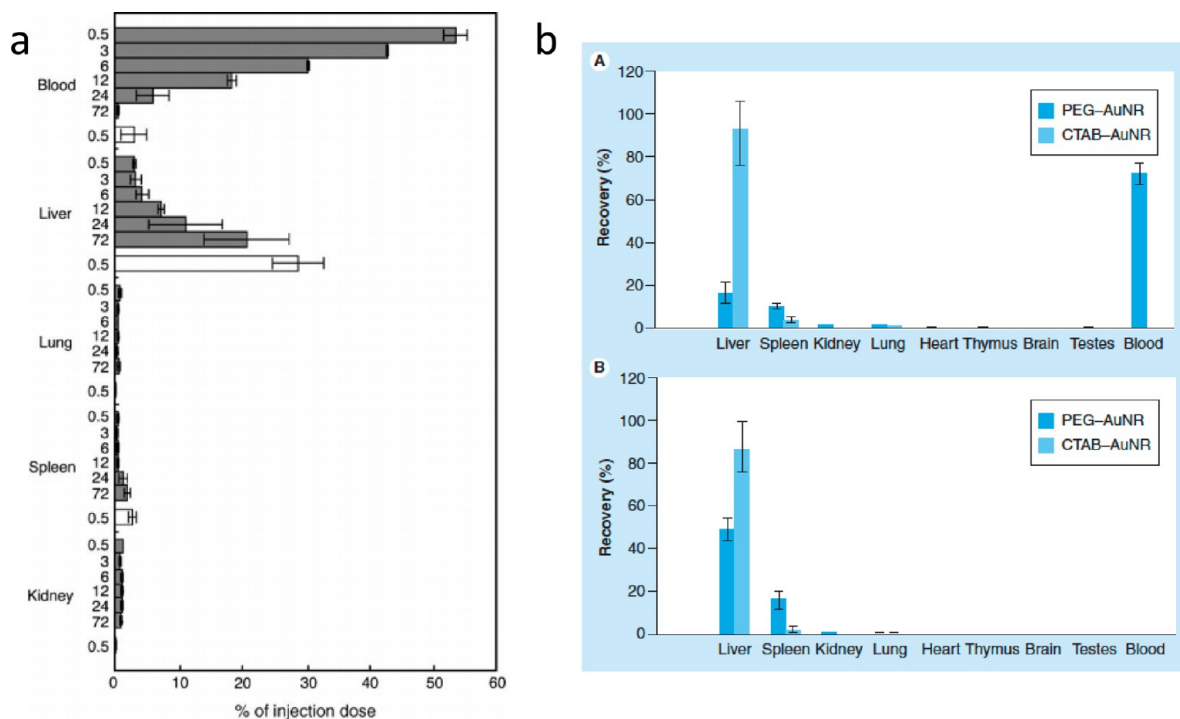 a
0.5
3
6
Blood
12
24
72
0.5
0.5
3
6
Liver
12
24
72
0.5
0.5
3
6
Lung
12
24
72
0.5
0.5
3
6
Spleen
12
24
72
0.5
0.5
3
6
Kidney
12
24
72
0.5
0 10 20 30 40 50 60
% of injection dose
b
A
120
100
80
60
40
20
0
Recovery (%)
PEG–AuNR
CTAB–AuNR
Liver Spleen Kidney Lung Heart Thymus Brain Testes Blood
B
120
100
80
60
40
20
0
Recovery (%)
PEG–AuNR
CTAB–AuNR
Liver Spleen Kidney Lung Heart Thymus Brain Testes Blood